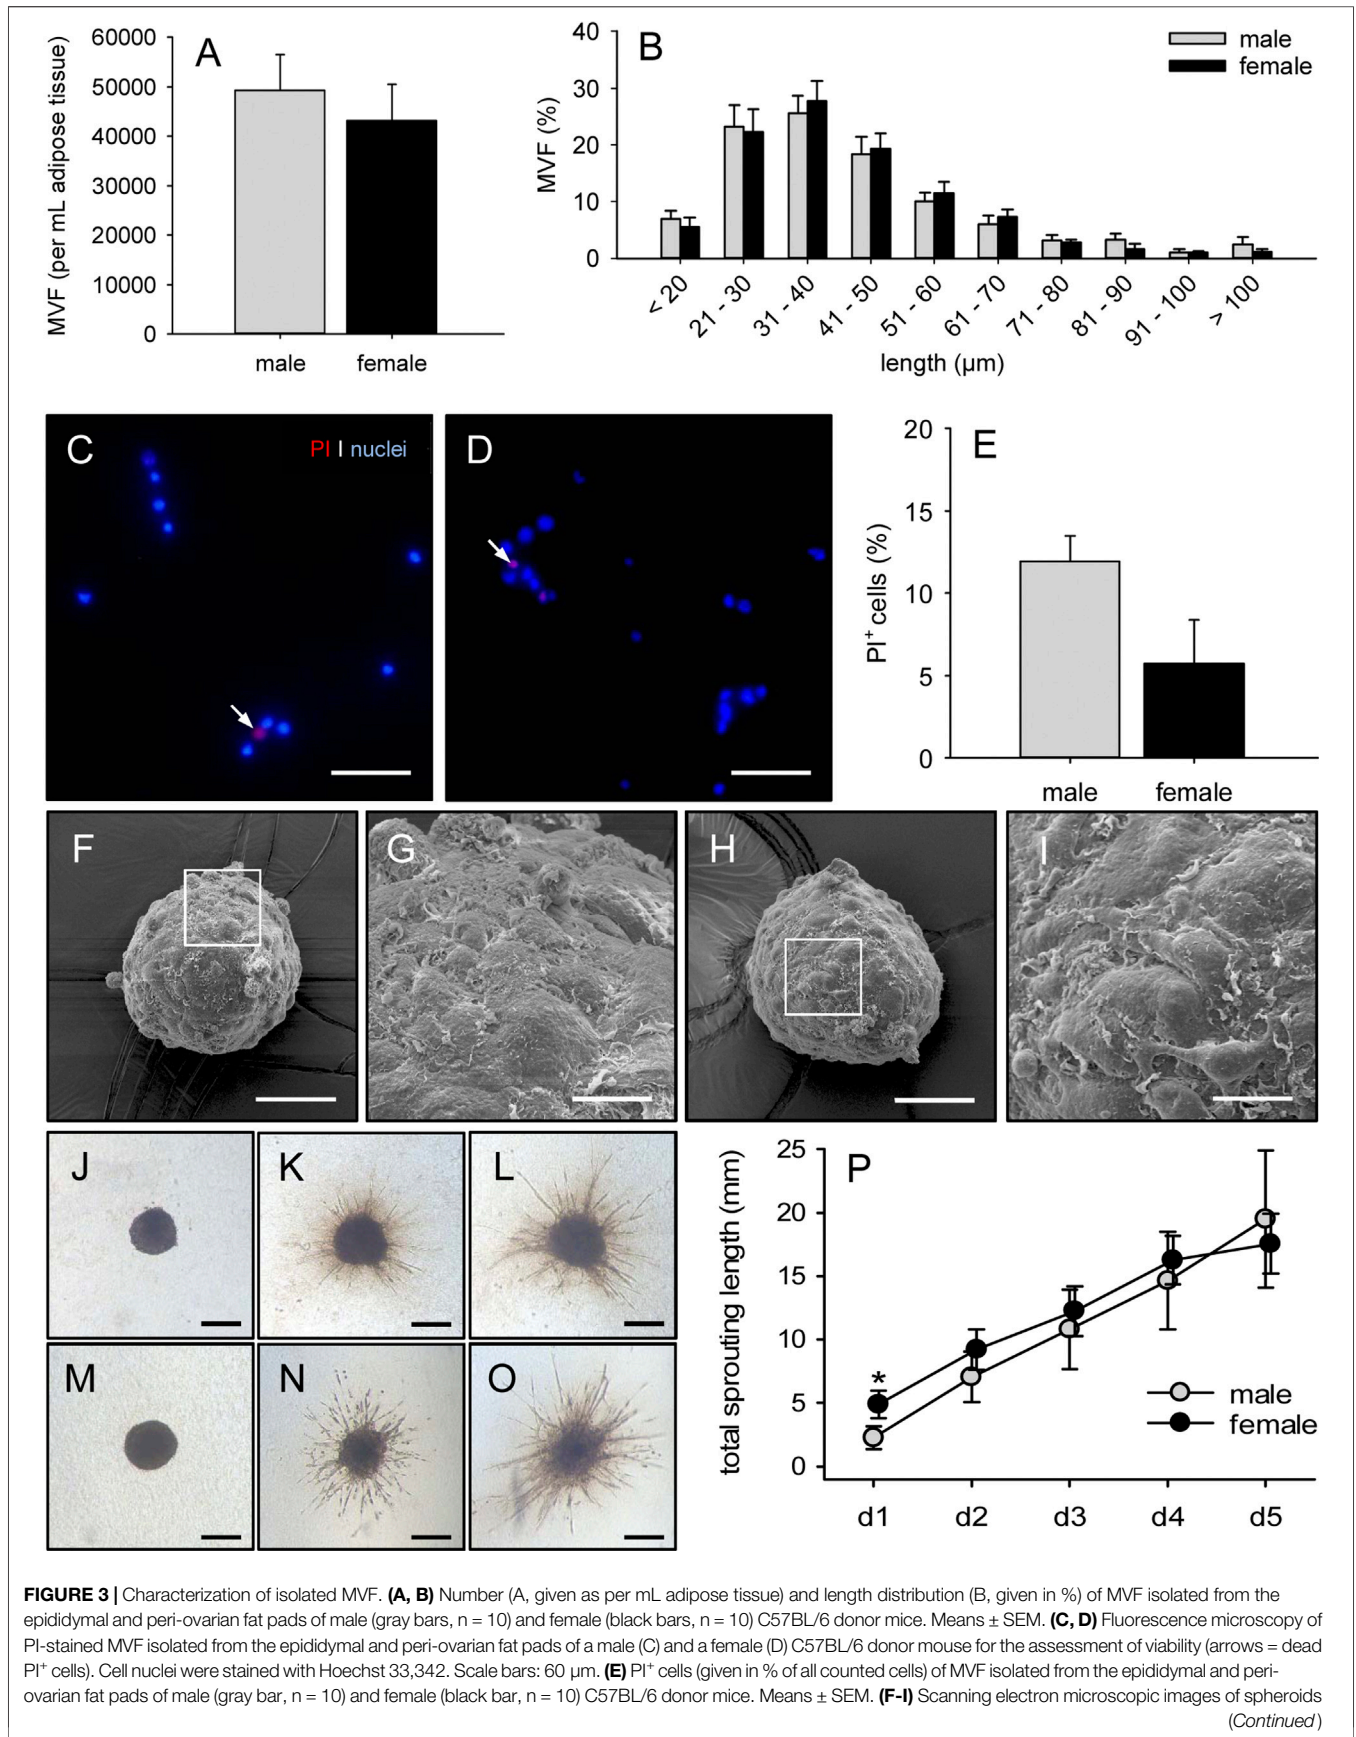 A
MVF (per mL adipose tissue)
60000
50000
40000
30000
20000
10000
0
male
female
B
MVF (%)
40
30
20
10
0
male
female
< 20
21 - 30
31 - 40
41 - 50
51 - 60
61 - 70
71 - 80
81 - 90
91 - 100
> 100
length (µm)
C
PI I nuclei
D
E
PI+ cells (%)
20
15
10
5
0
male
female
F
G
H
I
J
K
L
M
N
O
P
total sprouting length (mm)
25
20
15
10
5
0
*
male
female
d1
d2
d3
d4
d5
FIGURE 3 | Characterization of isolated MVF. (A, B) Number (A, given as per mL adipose tissue) and length distribution (B, given in %) of MVF isolated from the
epididymal and peri-ovarian fat pads of male (gray bars, n = 10) and female (black bars, n = 10) C57BL/6 donor mice. Means ± SEM. (C, D) Fluorescence microscopy of
PI-stained MVF isolated from the epididymal and peri-ovarian fat pads of a male (C) and a female (D) C57BL/6 donor mouse for the assessment of viability (arrows = dead
PI+ cells). Cell nuclei were stained with Hoechst 33,342. Scale bars: 60 µm. (E) PI+ cells (given in % of all counted cells) of MVF isolated from the epididymal and peri-
ovarian fat pads of male (gray bar, n = 10) and female (black bar, n = 10) C57BL/6 donor mice. Means ± SEM. (F-I) Scanning electron microscopic images of spheroids
(Continued)